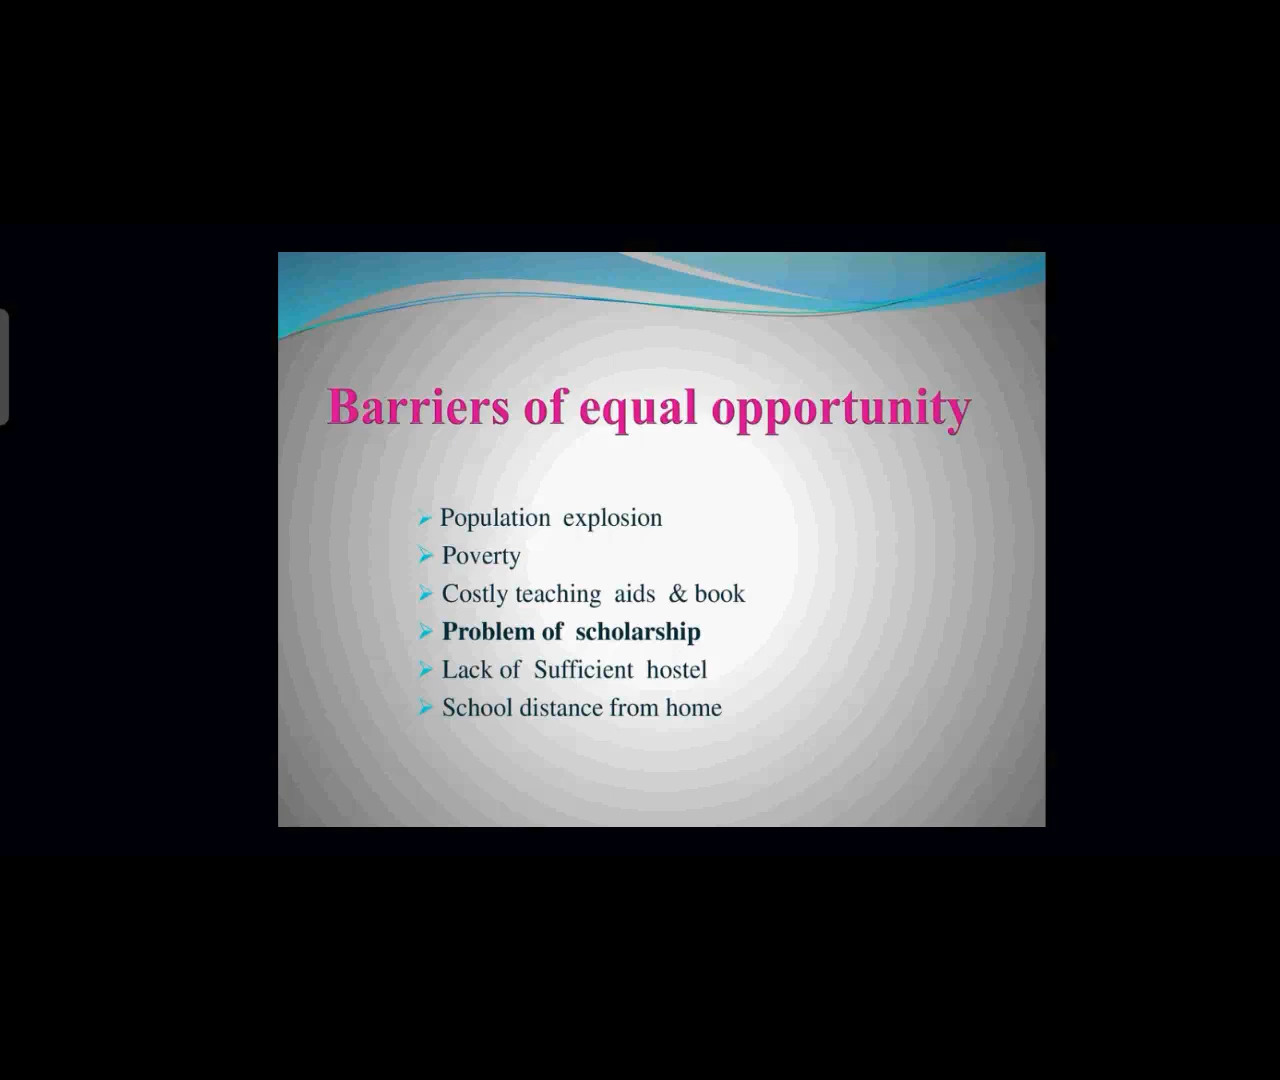 Barriers of equal opportunity
Population explosion
Poverty
Costly teaching aids & book
Problem of scholarship
Lack of Sufficient hostel
School distance from home